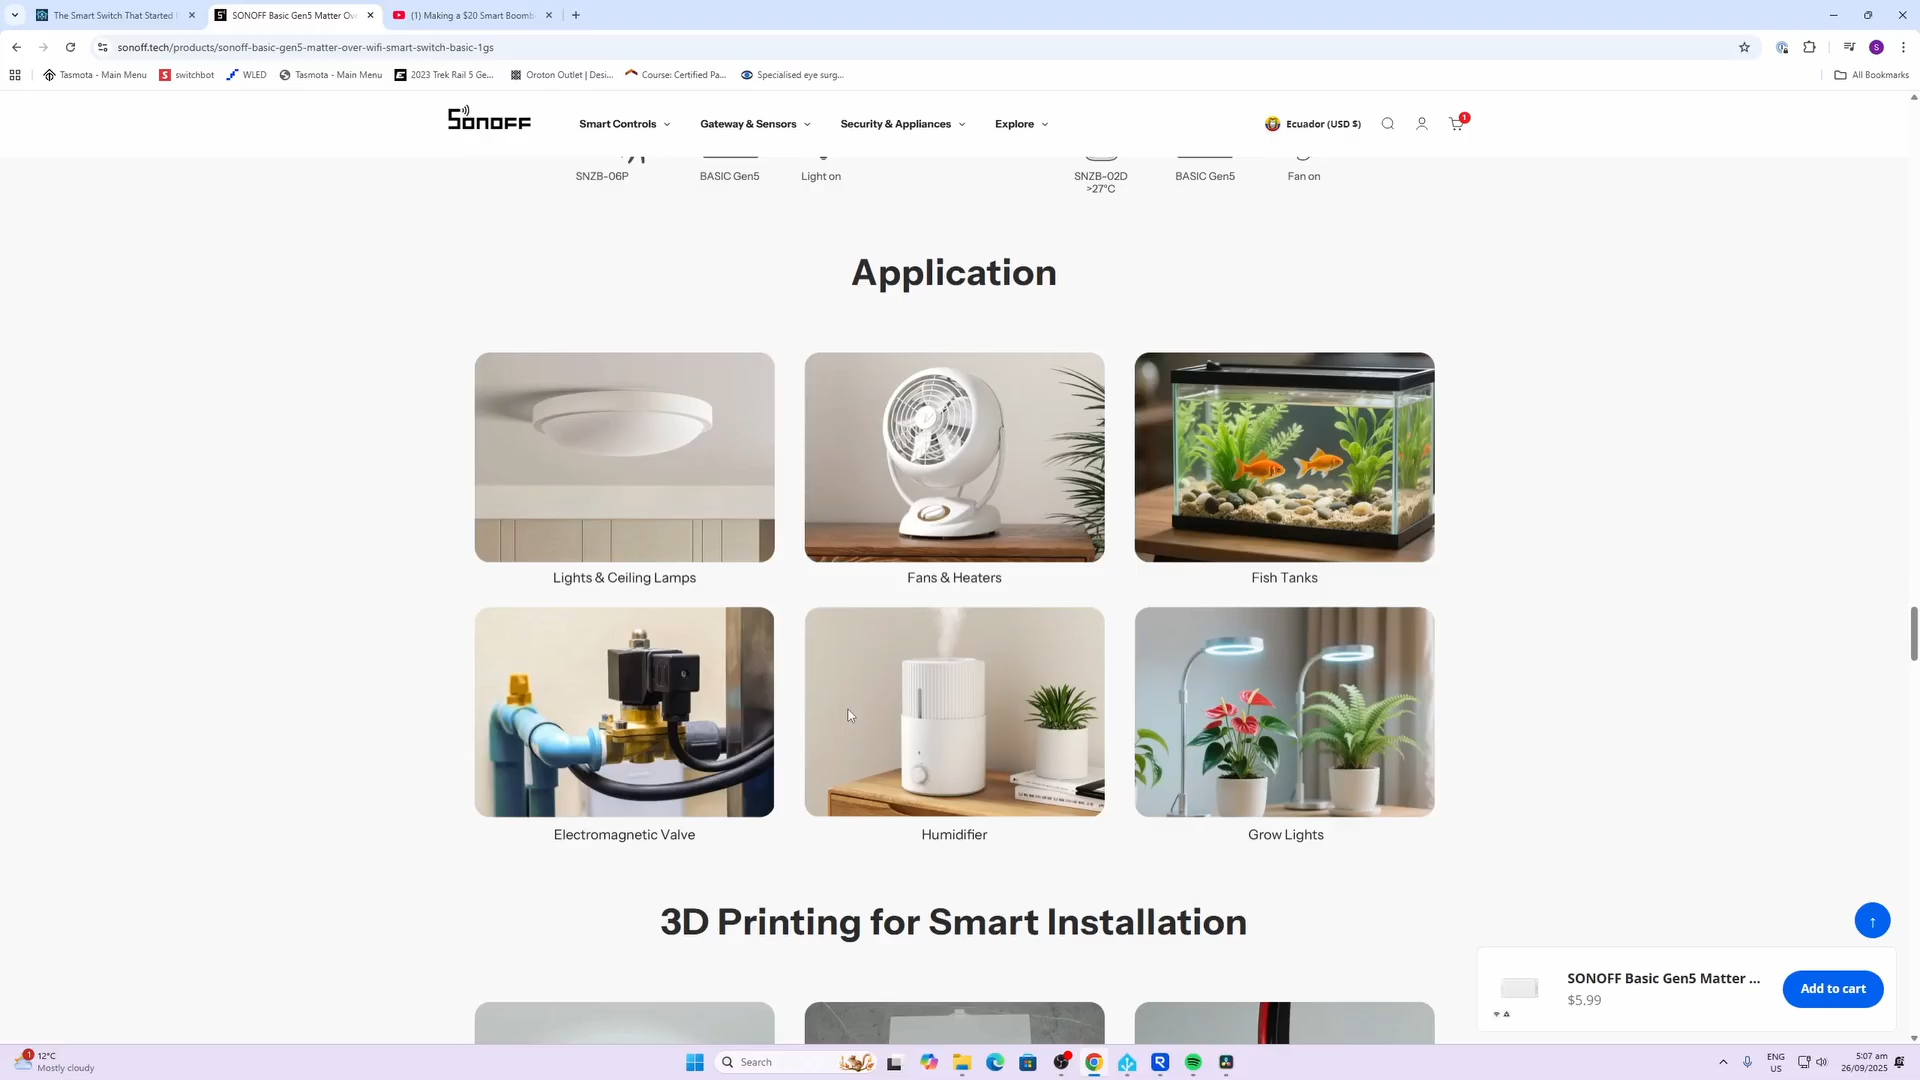 The Smart Switch That Started
SONOFF Basic Gen5 Matter Ov
(1) Making a $20 Smart Boomb
sonoff.tech/products/sonoff-basic-gen5-matter-over-wifi-smart-switch-basic-1gs
S
Tasmota - Main Menu
switchbot
WLED
Tasmota - Main Menu
2023 Trek Rail 5 Ge...
Oroton Outlet | Desi...
Course: Certified Pa...
Specialised eye surg...
All Bookmarks
SONOFF
Smart Controls
Gateway & Sensors
Security & Appliances
Explore
Ecuador (USD $)
1
SNZB-06P
BASIC Gen5
Light on
SNZB-02D
>27°C
BASIC Gen5
Fan on
Application
Lights & Ceiling Lamps
Fans & Heaters
Fish Tanks
Electromagnetic Valve
Humidifier
Grow Lights
3D Printing for Smart Installation
SONOFF Basic Gen5 Matter ...
$5.99
Add to cart
1
12°C
Mostly cloudy
Search
ENG
US
5:07 am
26/09/2025